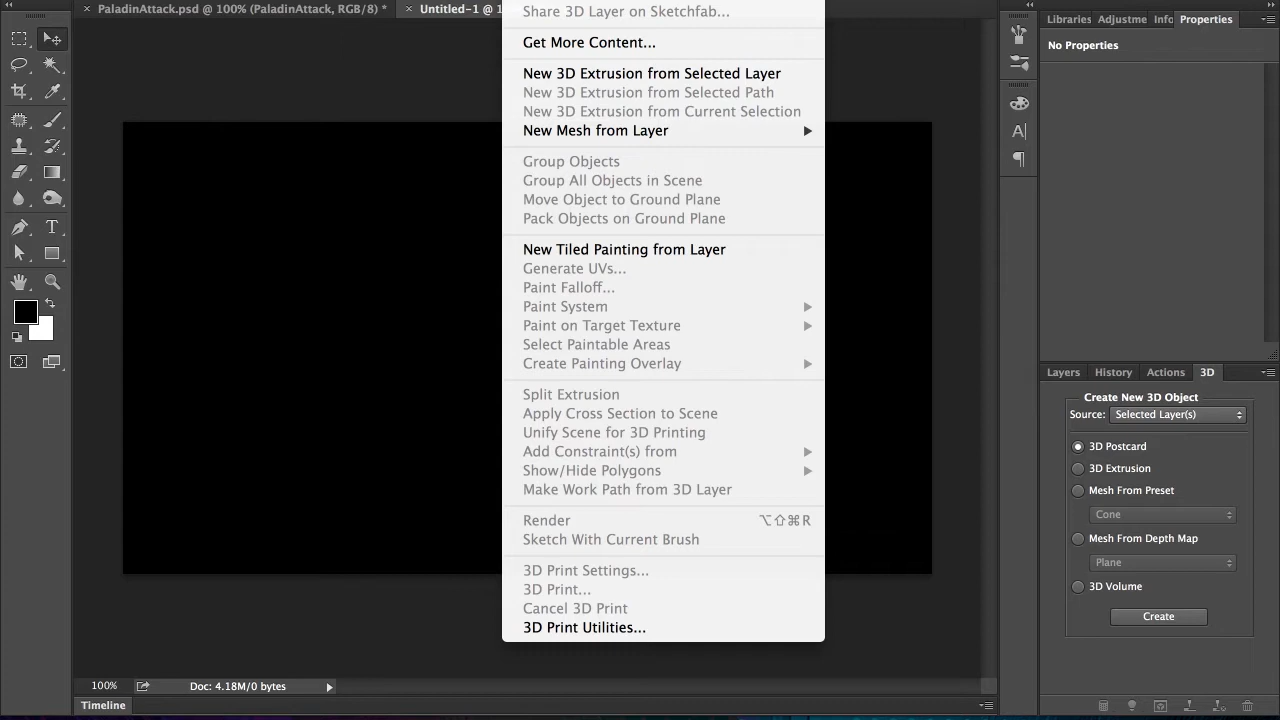 PaladinAttack.psd @ 100% (PaladinAttack, RGB/8) *
Untitled-1 @ 1
Share 3D Layer on Sketchfab...
Get More Content...
New 3D Extrusion from Selected Layer
New 3D Extrusion from Selected Path
New 3D Extrusion from Current Selection
New Mesh from Layer
Group Objects
Group All Objects in Scene
Move Object to Ground Plane
Pack Objects on Ground Plane
New Tiled Painting from Layer
Generate UVs...
Paint Falloff...
Paint System
Paint on Target Texture
Select Paintable Areas
Create Painting Overlay
Split Extrusion
Apply Cross Section to Scene
Unify Scene for 3D Printing
Add Constraint(s) from
Show/Hide Polygons
Make Work Path from 3D Layer
Render ⌥⇧⌘R
Sketch With Current Brush
3D Print Settings...
3D Print...
Cancel 3D Print
3D Print Utilities...
Libraries Adjustme Info Properties
No Properties
Layers History Actions 3D
Create New 3D Object
Source: Selected Layer(s)
3D Postcard
3D Extrusion
Mesh From Preset
Cone
Mesh From Depth Map
Plane
3D Volume
Create
100% Doc: 4.18M/0 bytes
Timeline